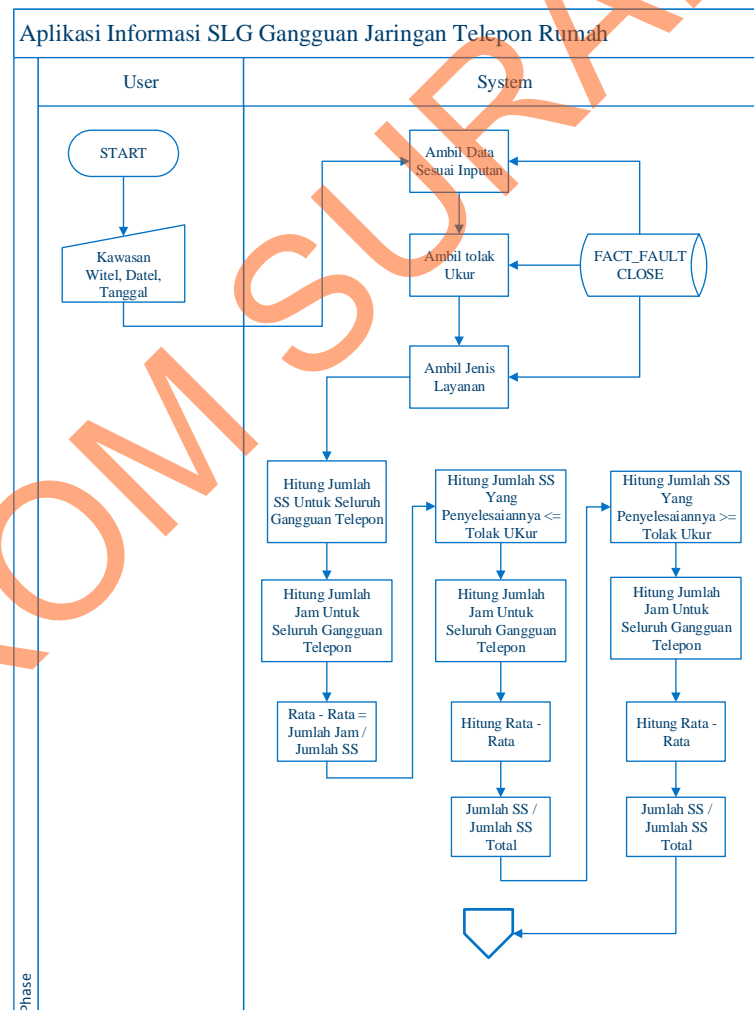 Aplikasi Informasi SLG Gangguan Jaringan Telepon Rumah
User
System
START
Kawasan
Witel, Datel,
Tanggal
Ambil Data
Sesuai Inputan
Ambil tolak
Ukur
FACT_FAULT
CLOSE
Ambil Jenis
Layanan
Hitung Jumlah
SS Untuk Seluruh
Gangguan Telepon
Hitung Jumlah
Jam Untuk
Seluruh Gangguan
Telepon
Rata - Rata =
Jumlah Jam /
Jumlah SS
Hitung Jumlah SS
Yang
Penyelesaiannya <=
Tolak UKur
Hitung Jumlah
Jam Untuk
Seluruh Gangguan
Telepon
Hitung Rata -
Rata
Jumlah SS /
Jumlah SS
Total
Hitung Jumlah SS
Yang
Penyelesaiannya >=
Tolak Ukur
Hitung Jumlah
Jam Untuk
Seluruh Gangguan
Telepon
Hitung Rata -
Rata
Jumlah SS /
Jumlah SS
Total
Phase
OM SURA